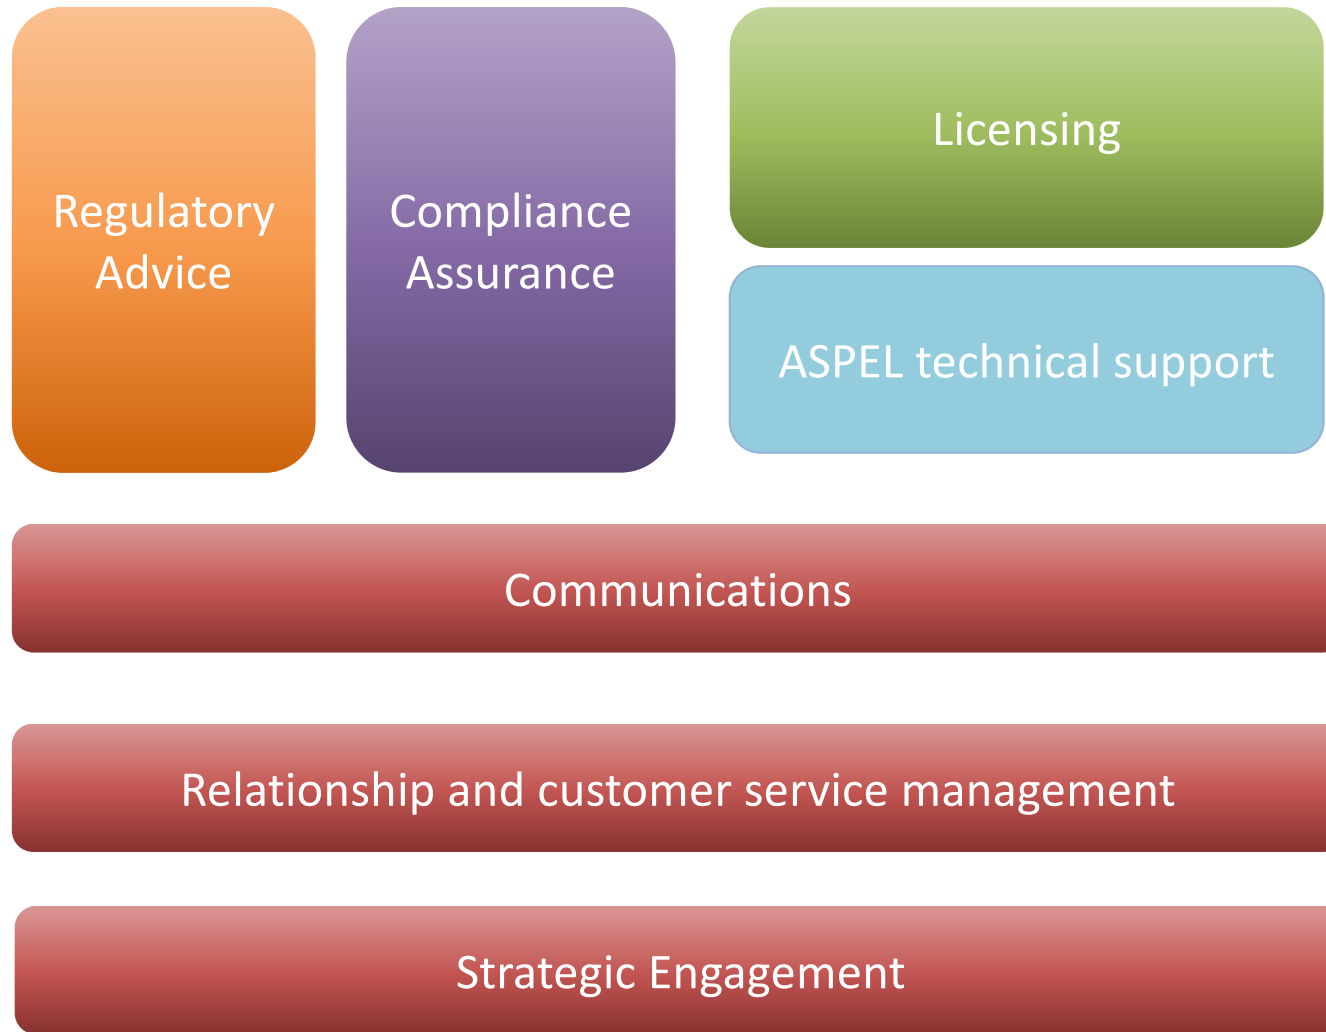 Regulatory
Advice
Compliance
Assurance
Licensing
ASPEL technical support
Communications
Relationship and customer service management
Strategic Engagement